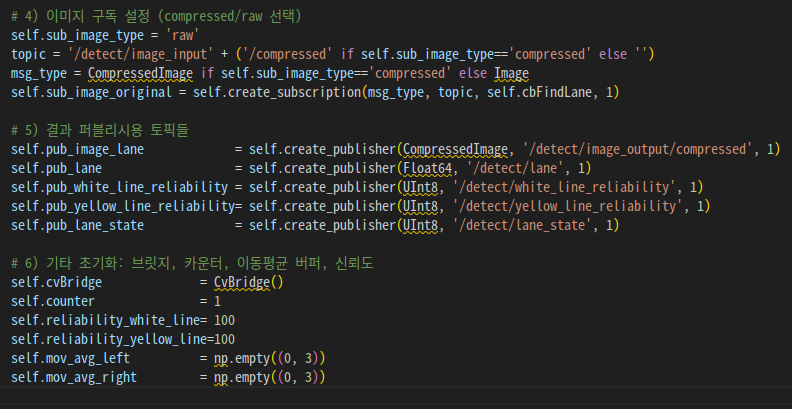 # 4) 이미지 구독 설정 (compressed/raw 선택)
self.sub_image_type = 'raw'
topic = '/detect/image_input' + ('/compressed' if self.sub_image_type=='compressed' else '')
msg_type = CompressedImage if self.sub_image_type=='compressed' else Image
self.sub_image_original = self.create_subscription(msg_type, topic, self.cbFindLane, 1)
# 5) 결과 퍼블리시용 토픽들
self.pub_image_lane = self.create_publisher(CompressedImage, '/detect/image_output/compressed', 1)
self.pub_lane = self.create_publisher(Float64, '/detect/lane', 1)
self.pub_white_line_reliability = self.create_publisher(UInt8, '/detect/white_line_reliability', 1)
self.pub_yellow_line_reliability= self.create_publisher(UInt8, '/detect/yellow_line_reliability', 1)
self.pub_lane_state = self.create_publisher(UInt8, '/detect/lane_state', 1)
# 6) 기타 초기화: 브릿지, 카운터, 이동평균 버퍼, 신뢰도
self.cvBridge = CvBridge()
self.counter = 1
self.reliability_white_line= 100
self.reliability_yellow_line=100
self.mov_avg_left = np.empty((0, 3))
self.mov_avg_right = np.empty((0, 3))